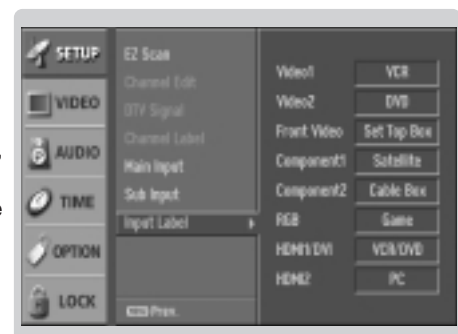 SETUP
VIDEO
AUDIO
TIME
OPTION
LOCK
EZ Scan
Channel Edit
DTV Signal
Channel Label
Main Input
Sub Input
Input Label
Prev.
Video1 VCR
Video2 DVD
Front Video Set Top Box
Component1 Satellite
Component2 Cable Box
RGB Game
HDMI1/DVI VCR/DVD
HDMI2 PC